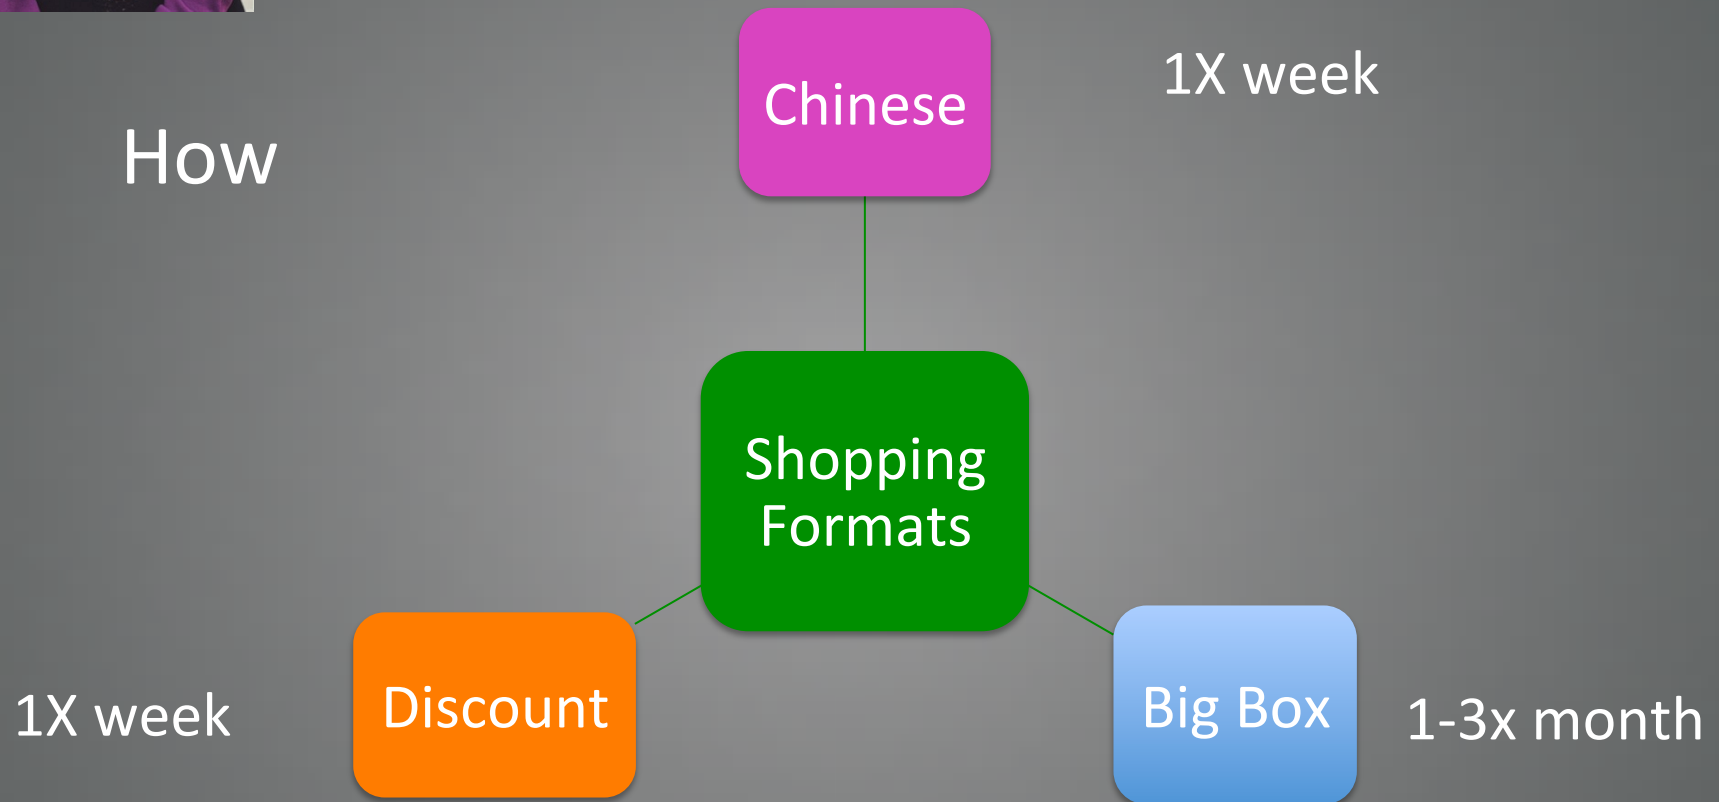 How
Chinese
1X week
Shopping
Formats
1X week
Discount
Big Box
1-3x month